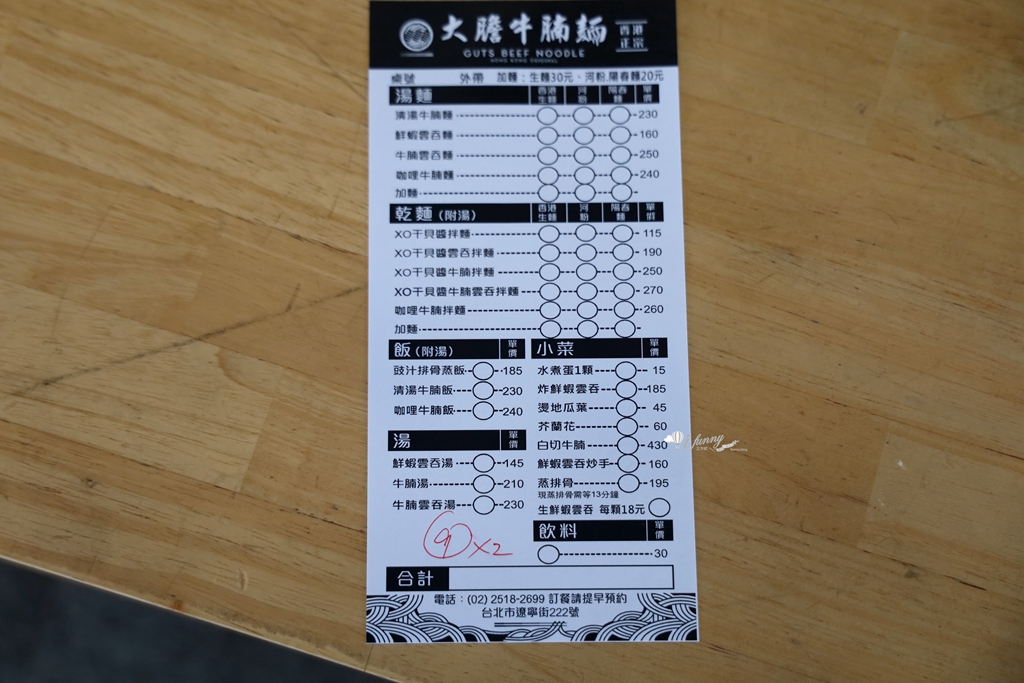 大膽牛腩麵 香港正宗
GUTS BEEF NOODLE
HONG KONG ORIGINAL
桌號 外帶 加麵：生麵30元、河粉.陽春麵20元
湯麵 香港生麵 河粉 陽春麵 單價
清湯牛腩麵 230
鮮蝦雲吞麵 160
牛腩雲吞麵 250
咖哩牛腩麵 240
加麵
乾麵(附湯) 香港生麵 河粉 陽春麵 單價
XO干貝醬拌麵 115
XO干貝醬雲吞拌麵 190
XO干貝醬牛腩拌麵 250
XO干貝醬牛腩雲吞拌麵 270
咖哩牛腩拌麵 260
加麵
飯(附湯) 單價
豉汁排骨蒸飯 185
清湯牛腩飯 230
咖哩牛腩飯 240
湯 單價
鮮蝦雲吞湯 145
牛腩湯 210
牛腩雲吞湯 230
小菜 單價
水煮蛋1顆 15
炸鮮蝦雲吞 185
燙地瓜葉 45
芥蘭花 60
白切牛腩 430
鮮蝦雲吞炒手 160
蒸排骨 195
現蒸排骨需等13分鐘
生鮮蝦雲吞 每顆18元
飲料 單價
30
x2
合計
電話：(02) 2518-2699 訂餐請提早預約
台北市遼寧街222號
funny